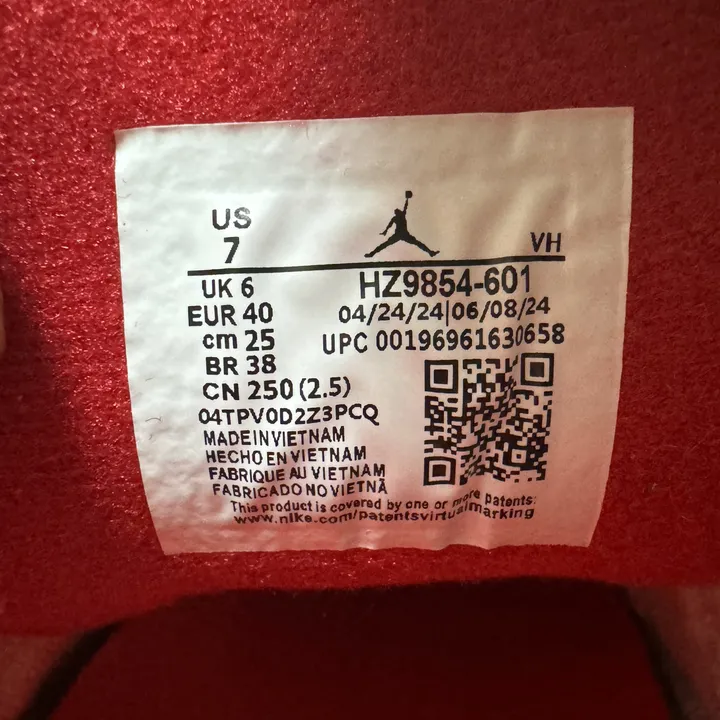 US
7
VH
UK 6
HZ9854-601
EUR 40
04/24/24|06/08/24
cm 25
UPC 00196961630658
BR 38
CN 250 (2.5)
04TPV0D2Z3PCQ
MADE IN VIETNAM
HECHO EN VIETNAM
FABRIQUE AU VIETNAM
FABRICADO NO VIETNÃ
This product is covered by one or more patents:
www.nike.com/patentsvirtualmarking